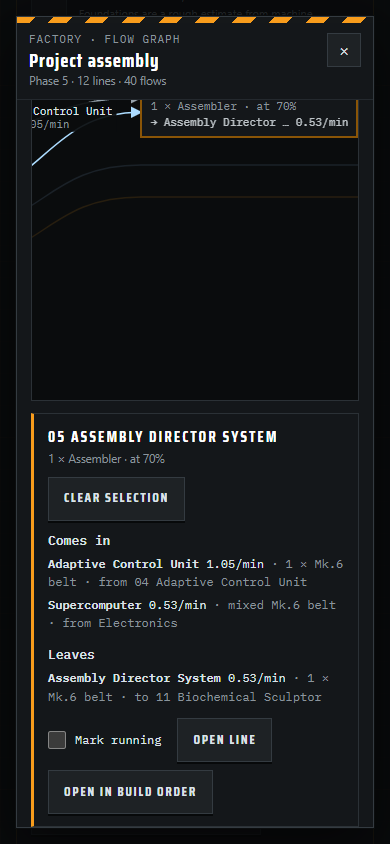 FACTORY · FLOW GRAPH
Project assembly
Phase 5 · 12 lines · 40 flows
×
Control Unit
05/min
1 × Assembler · at 70%
→ Assembly Director … 0.53/min
05 ASSEMBLY DIRECTOR SYSTEM
1 × Assembler · at 70%
CLEAR SELECTION
Comes in
Adaptive Control Unit 1.05/min · 1 × Mk.6
belt · from 04 Adaptive Control Unit
Supercomputer 0.53/min · mixed Mk.6 belt
· from Electronics
Leaves
Assembly Director System 0.53/min · 1 ×
Mk.6 belt · to 11 Biochemical Sculptor
Mark running
OPEN LINE
OPEN IN BUILD ORDER